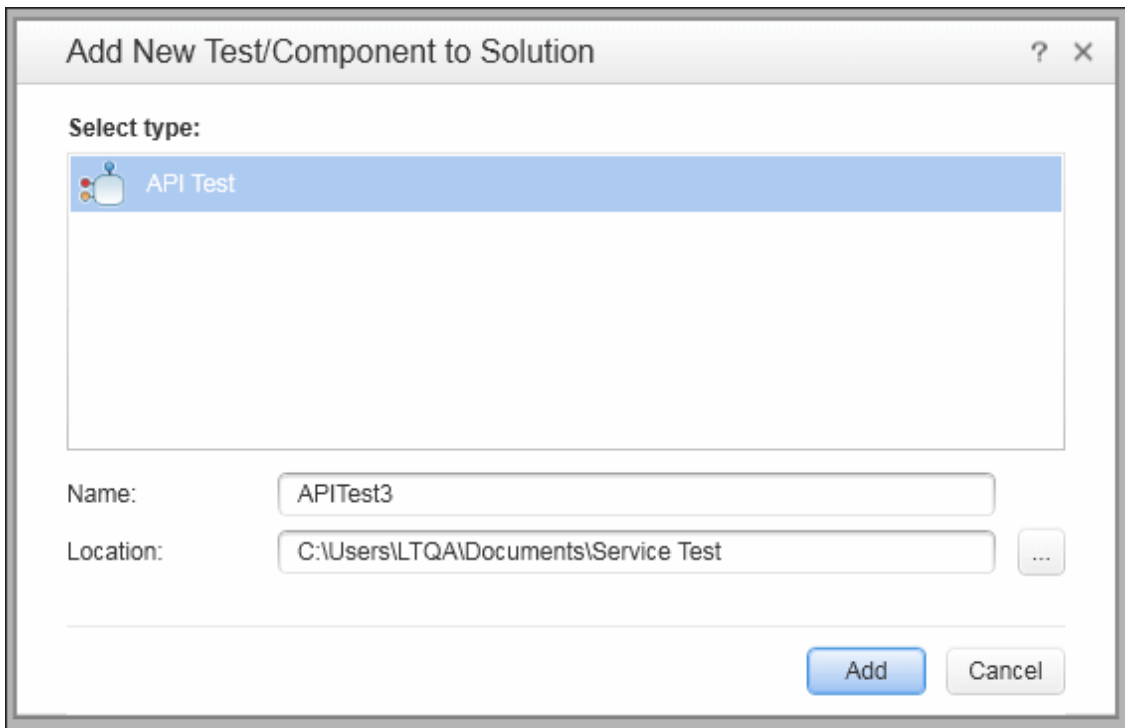 Add New Test/Component to Solution ? ×
Select type:
API Test
Name: APITest3
Location: C:\Users\LTQA\Documents\Service Test ...
Add Cancel